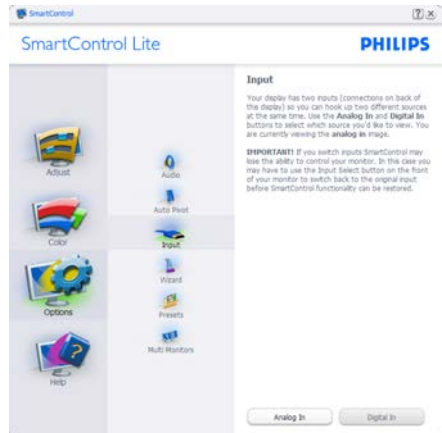 SmartControl
SmartControl Lite
PHILIPS
Adjust
Color
Options
Help
Audio
Auto Pivot
Input
Wizard
Presets
Multi Monitors
Input
Your display has two inputs (connections on back of
this display) so you can hook up two different sources
at the same time. Use the Analog In and Digital In
buttons to select which source you'd like to view. You
are currently viewing the analog in image.
IMPORTANT! If you switch inputs SmartControl may
lose the ability to control your monitor. In this case you
may have to use the Input Select button on the front
of your monitor to switch back to the original input
before SmartControl functionality can be restored.
Analog In
Digital In